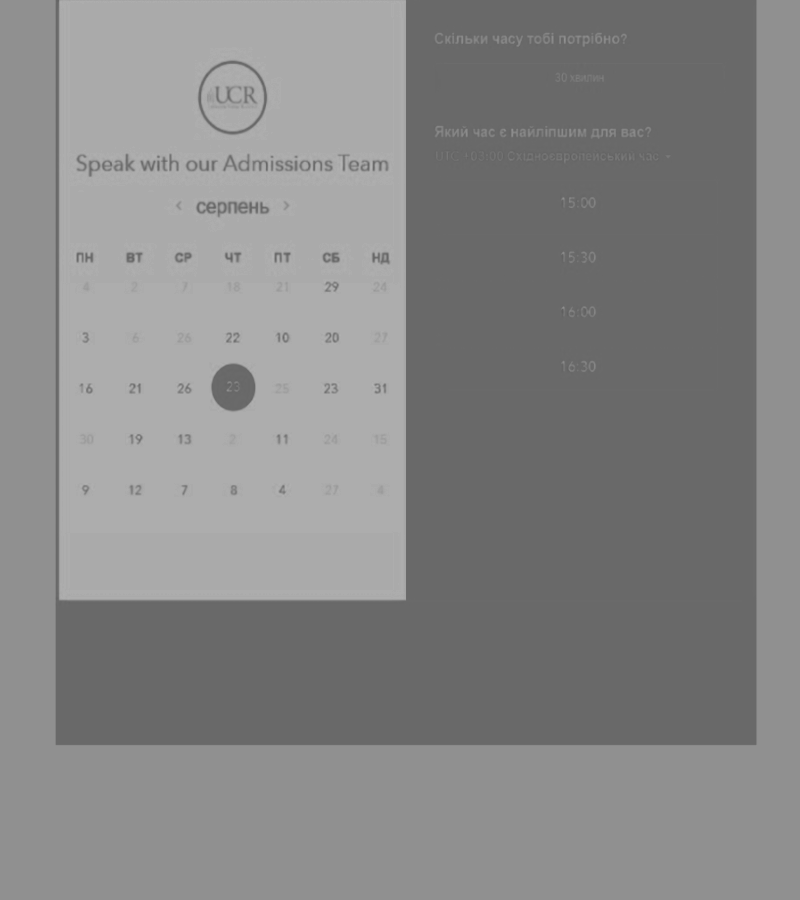 UCR
Speak with our Admissions Team
‹ серпень ›
ПН ВТ СР ЧТ ПТ СБ НД
4 2 7 18 21 29 24
3 6 26 22 10 20 27
16 21 26 23 25 23 31
30 19 13 2 11 24 15
9 12 7 8 4 27 4
Скільки часу тобі потрібно?
30 хвилин
Який час є найліпшим для вас?
UTC +03:00 Східноєвропейський час
15:00
15:30
16:00
16:30